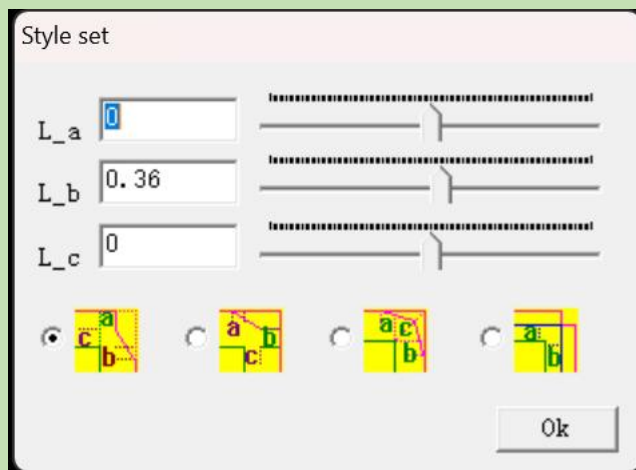 Style set
L_a 0
L_b 0.36
L_c 0
a c b
a b c
a c b
a b
Ok